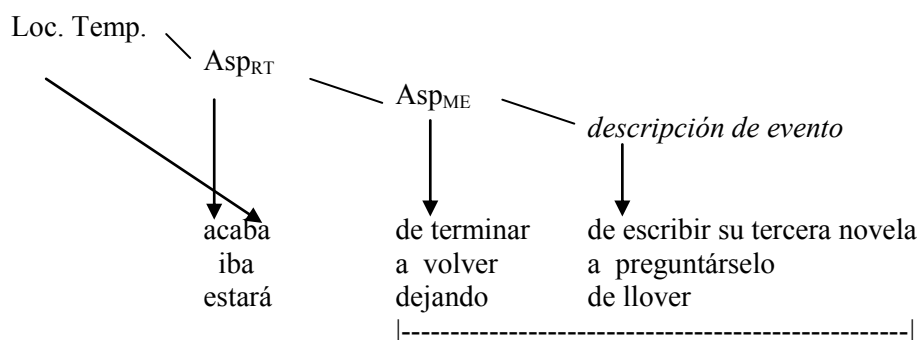 Loc. Temp.
Asp_RT
Asp_ME
descripción de evento
acaba de terminar de escribir su tercera novela
iba a volver a preguntárselo
estará dejando de llover
|---------------------------------------------------|